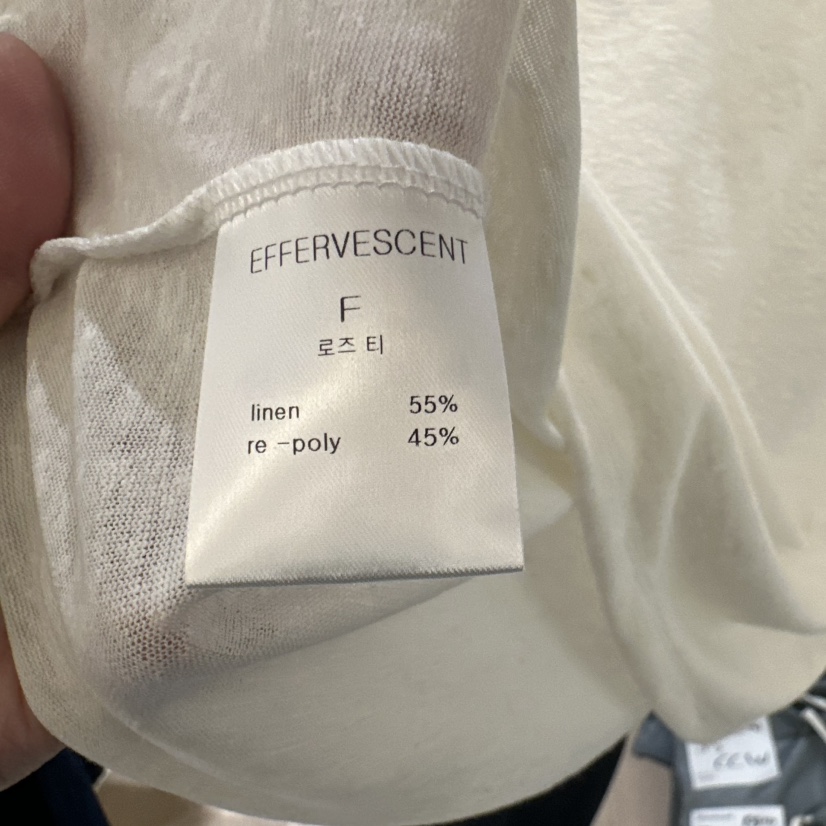 EFFERVESCENT
F
로즈 티
linen 55%
re -poly 45%